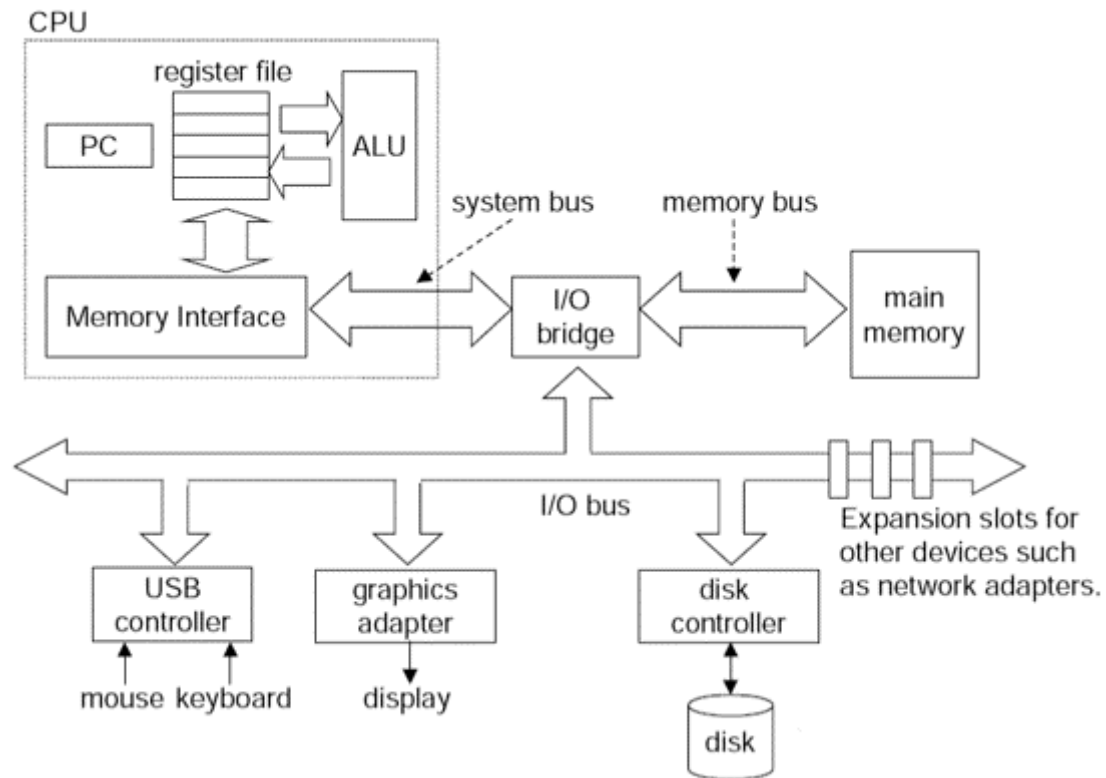 CPU
register file
PC
ALU
system bus
memory bus
Memory Interface
I/O
bridge
main
memory
I/O bus
Expansion slots for
other devices such
as network adapters.
USB
controller
graphics
adapter
disk
controller
mouse keyboard
display
disk